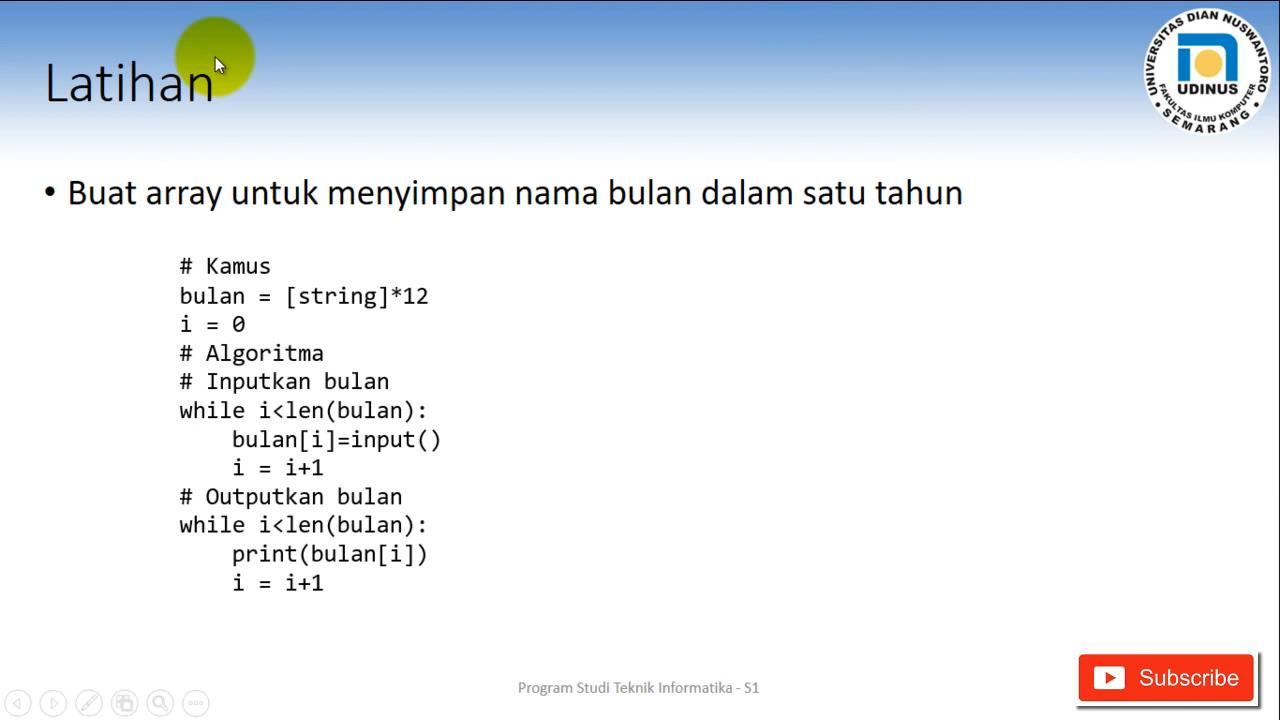 Latihan
UNIVERSITAS DIAN NUSWANTORO
UDINUS
FAKULTAS ILMU KOMPUTER
• SEMARANG •
• Buat array untuk menyimpan nama bulan dalam satu tahun
# Kamus
bulan = [string]*12
i = 0
# Algoritma
# Inputkan bulan
while i<len(bulan):
    bulan[i]=input()
    i = i+1
# Outputkan bulan
while i<len(bulan):
    print(bulan[i])
    i = i+1
Program Studi Teknik Informatika - S1
Subscribe